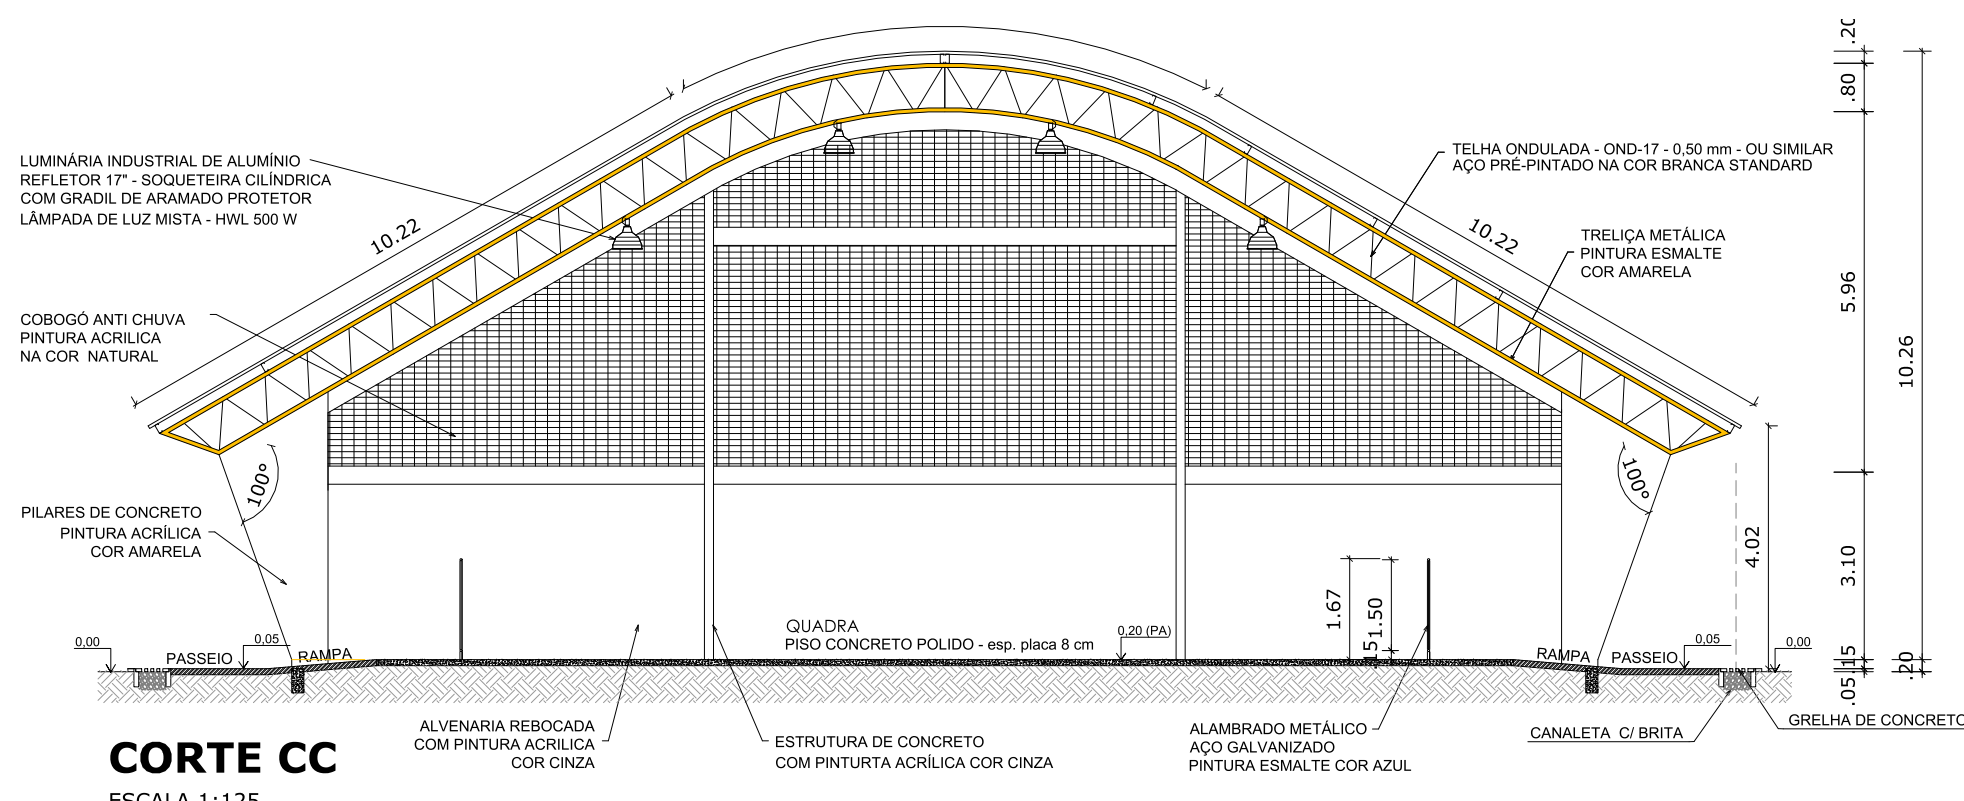 .20
.80
LUMINÁRIA INDUSTRIAL DE ALUMÍNIO
REFLETOR 17" - SOQUETEIRA CILÍNDRICA
COM GRADIL DE ARAMADO PROTETOR
LÂMPADA DE LUZ MISTA - HWL 500 W
TELHA ONDULADA - OND-17 - 0,50 mm - OU SIMILAR
AÇO PRÉ-PINTADO NA COR BRANCA STANDARD
10.22
10.22
TRELIÇA METÁLICA
PINTURA ESMALTE
COR AMARELA
5.96
10.26
COBOGÓ ANTI CHUVA
PINTURA ACRILICA
NA COR NATURAL
100°
100°
PILARES DE CONCRETO
PINTURA ACRÍLICA
COR AMARELA
4.02
3.10
1.67
1.50
.15
QUADRA
PISO CONCRETO POLIDO - esp. placa 8 cm
0,20 (PA)
0,00
0,05
PASSEIO
RAMPA
RAMPA
PASSEIO
0,05
0,00
.15
.05
.20
ALVENARIA REBOCADA
COM PINTURA ACRILICA
COR CINZA
ESTRUTURA DE CONCRETO
COM PINTURTA ACRÍLICA COR CINZA
ALAMBRADO METÁLICO
AÇO GALVANIZADO
PINTURA ESMALTE COR AZUL
CANALETA C/ BRITA
GRELHA DE CONCRETO
CORTE CC
ESCALA 1:125